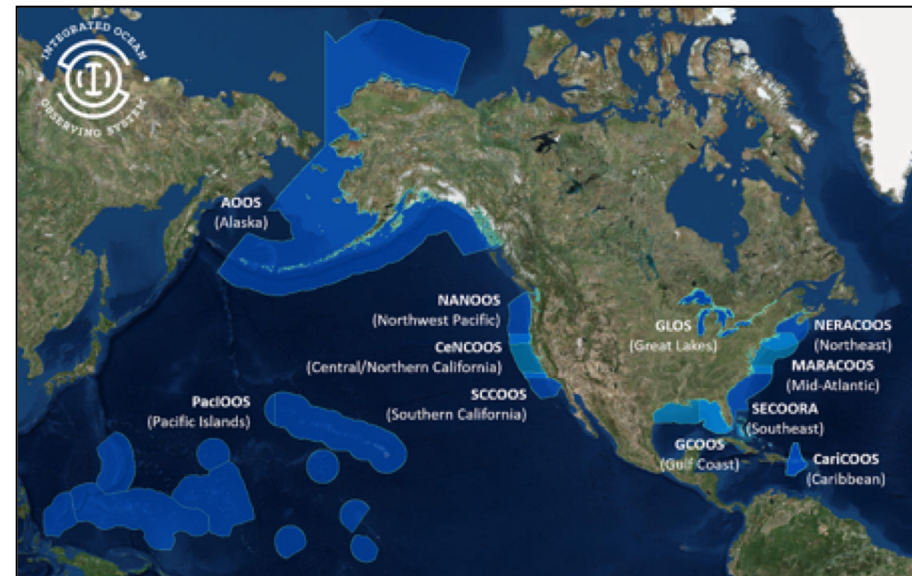 INTEGRATED OCEAN
OBSERVING SYSTEM
AOOS
(Alaska)
NANOOS
(Northwest Pacific)
CeNCOOS
(Central/Northern California)
SCCOOS
(Southern California)
PacIOOS
(Pacific Islands)
GLOS
(Great Lakes)
NERACOOS
(Northeast)
MARACOOS
(Mid-Atlantic)
SECOORA
(Southeast)
GCOOS
(Gulf Coast)
CariCOOS
(Caribbean)